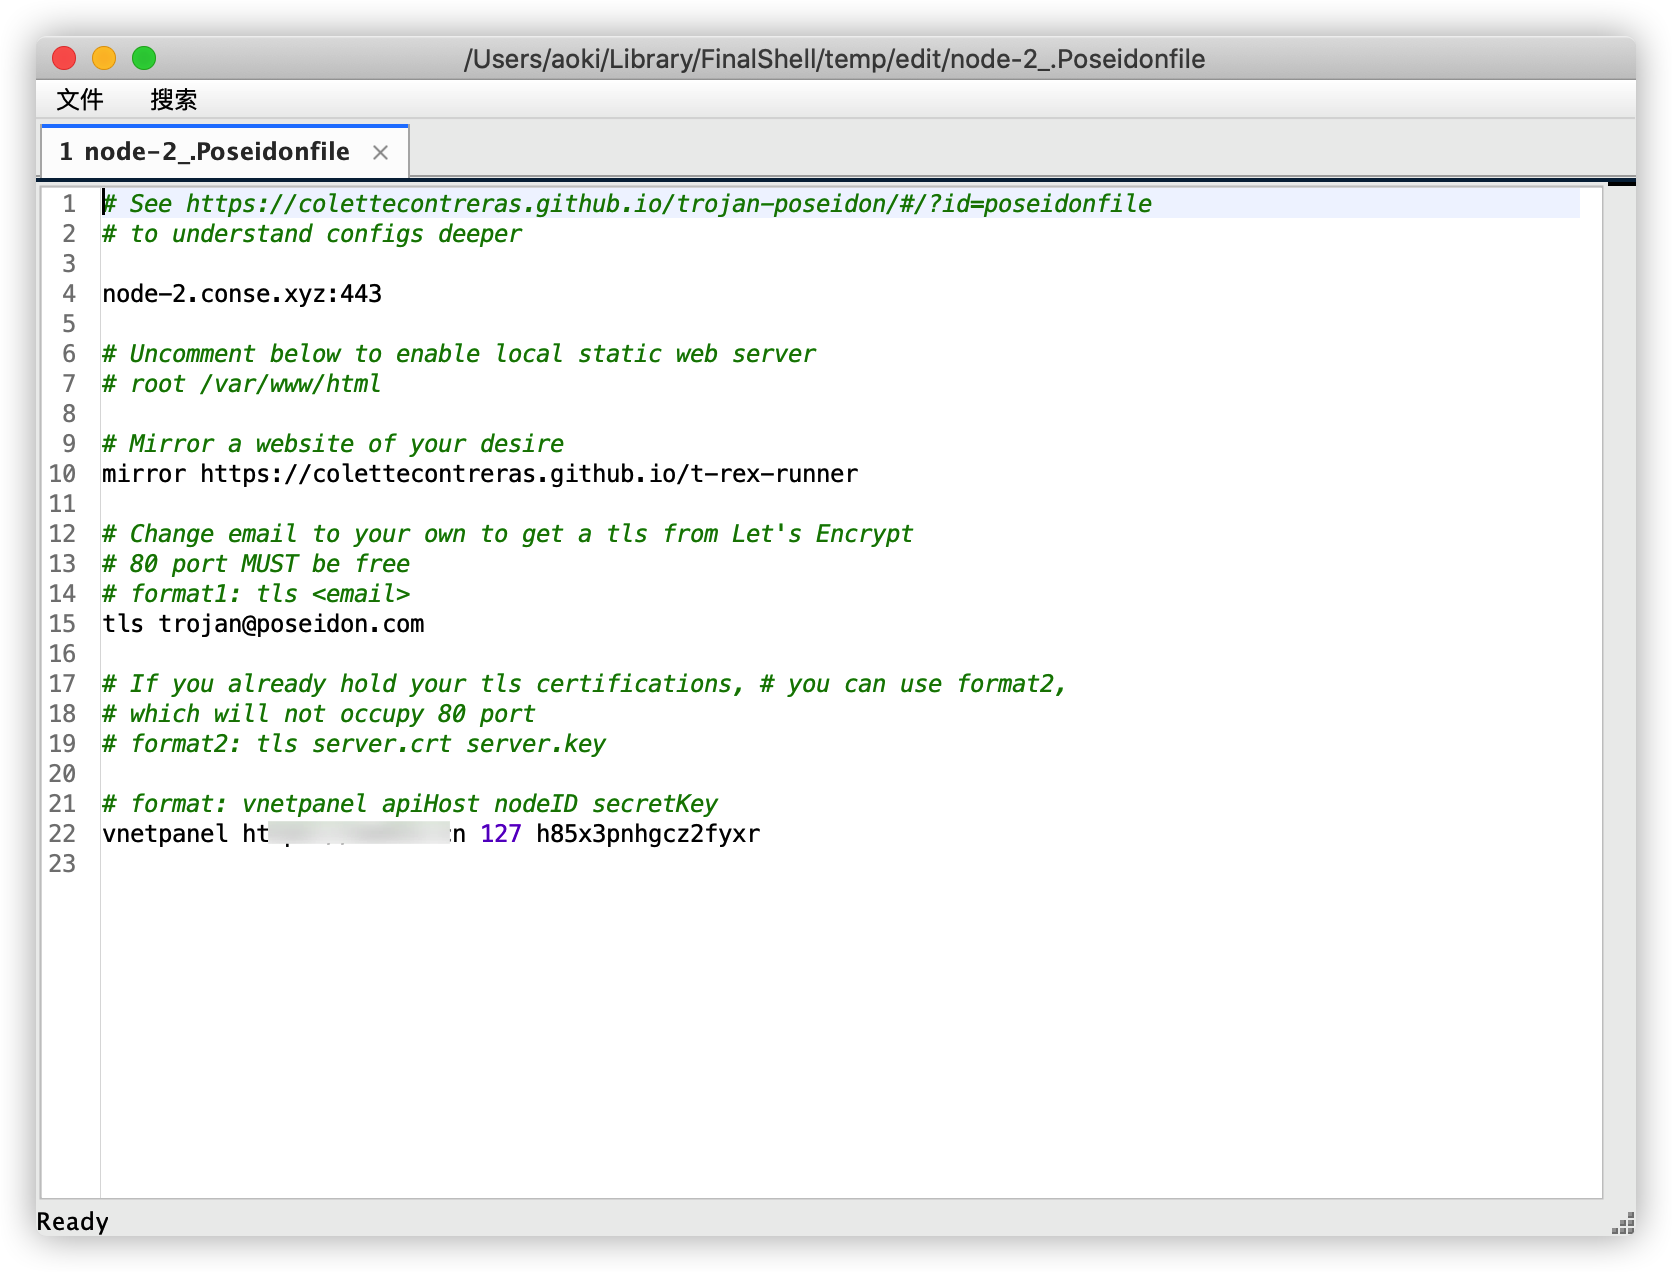 /Users/aoki/Library/FinalShell/temp/edit/node-2_.Poseidonfile
文件 搜索
1 node-2_.Poseidonfile ×
1 # See https://colettecontreras.github.io/trojan-poseidon/#/?id=poseidonfile
2 # to understand configs deeper
3
4 node-2.conse.xyz:443
5
6 # Uncomment below to enable local static web server
7 # root /var/www/html
8
9 # Mirror a website of your desire
10 mirror https://colettecontreras.github.io/t-rex-runner
11
12 # Change email to your own to get a tls from Let's Encrypt
13 # 80 port MUST be free
14 # format1: tls <email>
15 tls trojan@poseidon.com
16
17 # If you already hold your tls certifications, # you can use format2,
18 # which will not occupy 80 port
19 # format2: tls server.crt server.key
20
21 # format: vnetpanel apiHost nodeID secretKey
22 vnetpanel 127 h85x3pnhgcz2fyxr
23
Ready